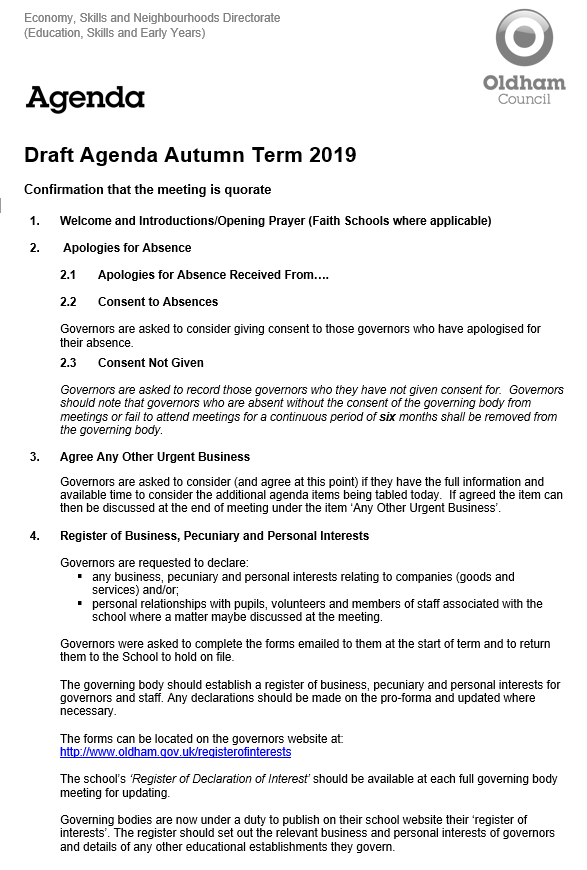 Economy, Skills and Neighbourhoods Directorate
(Education, Skills and Early Years)
Oldham
Council
Agenda
Draft Agenda Autumn Term 2019
Confirmation that the meeting is quorate
1. Welcome and Introductions/Opening Prayer (Faith Schools where applicable)
2. Apologies for Absence
2.1 Apologies for Absence Received From....
2.2 Consent to Absences
Governors are asked to consider giving consent to those governors who have apologised for
their absence.
2.3 Consent Not Given
Governors are asked to record those governors who they have not given consent for. Governors
should note that governors who are absent without the consent of the governing body from
meetings or fail to attend meetings for a continuous period of six months shall be removed from
the governing body.
3. Agree Any Other Urgent Business
Governors are asked to consider (and agree at this point) if they have the full information and
available time to consider the additional agenda items being tabled today. If agreed the item can
then be discussed at the end of meeting under the item ‘Any Other Urgent Business’.
4. Register of Business, Pecuniary and Personal Interests
Governors are requested to declare:
▪ any business, pecuniary and personal interests relating to companies (goods and
services) and/or;
▪ personal relationships with pupils, volunteers and members of staff associated with the
school where a matter maybe discussed at the meeting.
Governors were asked to complete the forms emailed to them at the start of term and to return
them to the School to hold on file.
The governing body should establish a register of business, pecuniary and personal interests for
governors and staff. Any declarations should be made on the pro-forma and updated where
necessary.
The forms can be located on the governors website at:
http://www.oldham.gov.uk/registerofinterests
The school’s ‘Register of Declaration of Interest’ should be available at each full governing body
meeting for updating.
Governing bodies are now under a duty to publish on their school website their ‘register of
interests’. The register should set out the relevant business and personal interests of governors
and details of any other educational establishments they govern.